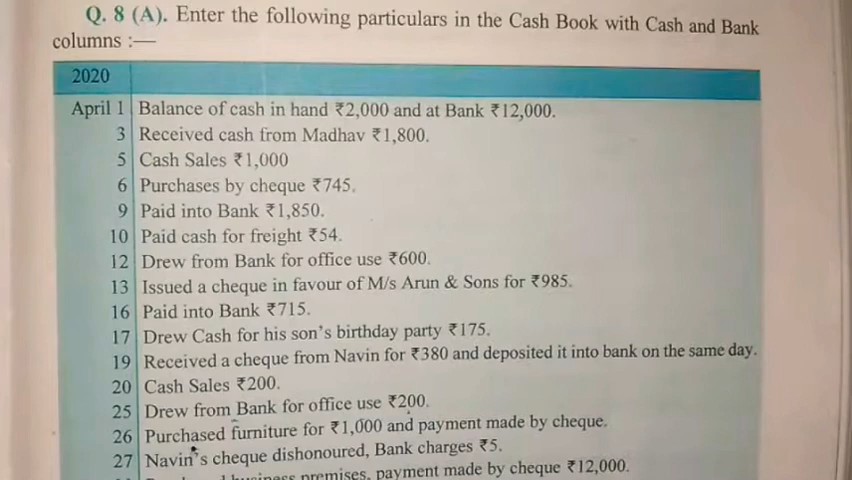 Q. 8 (A). Enter the following particulars in the Cash Book with Cash and Bank
columns :—
2020
April 1 Balance of cash in hand ₹2,000 and at Bank ₹12,000.
3 Received cash from Madhav ₹1,800.
5 Cash Sales ₹1,000
6 Purchases by cheque ₹745.
9 Paid into Bank ₹1,850.
10 Paid cash for freight ₹54.
12 Drew from Bank for office use ₹600.
13 Issued a cheque in favour of M/s Arun & Sons for ₹985.
16 Paid into Bank ₹715.
17 Drew Cash for his son's birthday party ₹175.
19 Received a cheque from Navin for ₹380 and deposited it into bank on the same day.
20 Cash Sales ₹200.
25 Drew from Bank for office use ₹200.
26 Purchased furniture for ₹1,000 and payment made by cheque.
27 Navin's cheque dishonoured, Bank charges ₹5.
business premises, payment made by cheque ₹12,000.